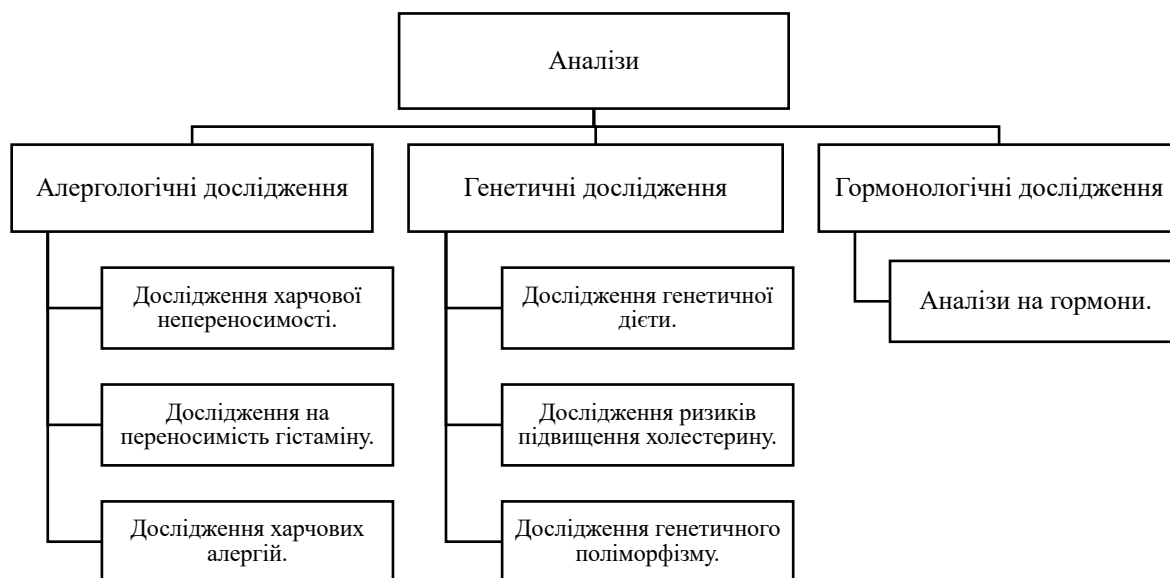 Аналізи
Алергологічні дослідження
Генетичні дослідження
Гормонологічні дослідження
Дослідження харчової
непереносимості.
Дослідження на
переносимість гістаміну.
Дослідження харчових
алергій.
Дослідження генетичної
дієти.
Дослідження ризиків
підвищення холестерину.
Дослідження генетичного
поліморфізму.
Аналізи на гормони.